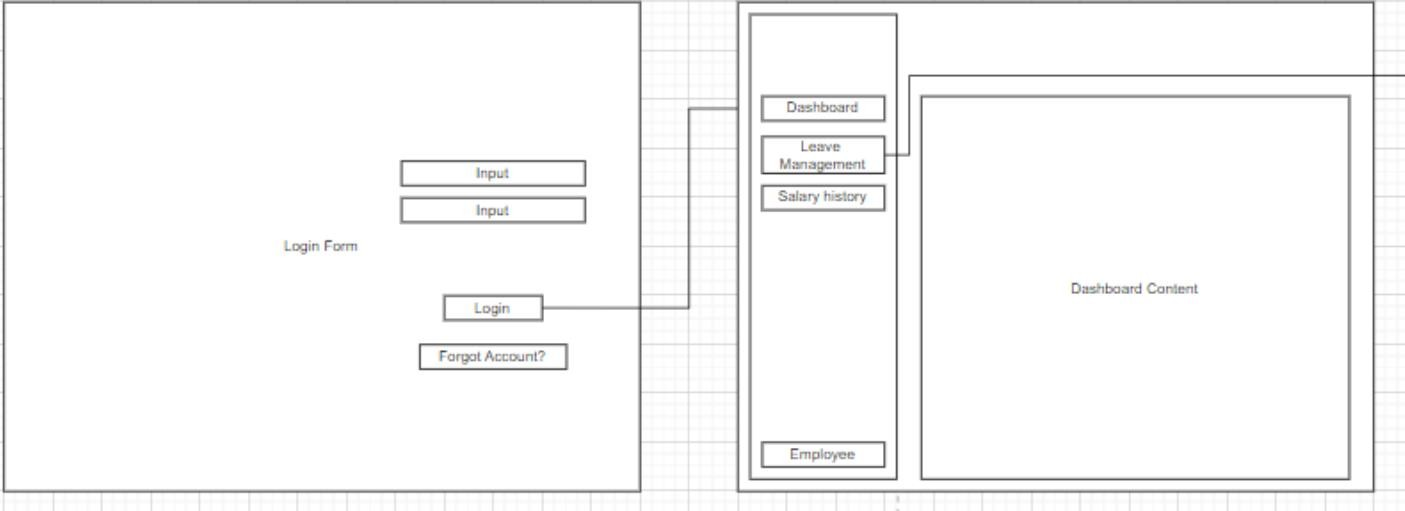 Input
Input
Login Form
Login
Forgot Account?
Dashboard
Leave
Management
Salary history
Employee
Dashboard Content